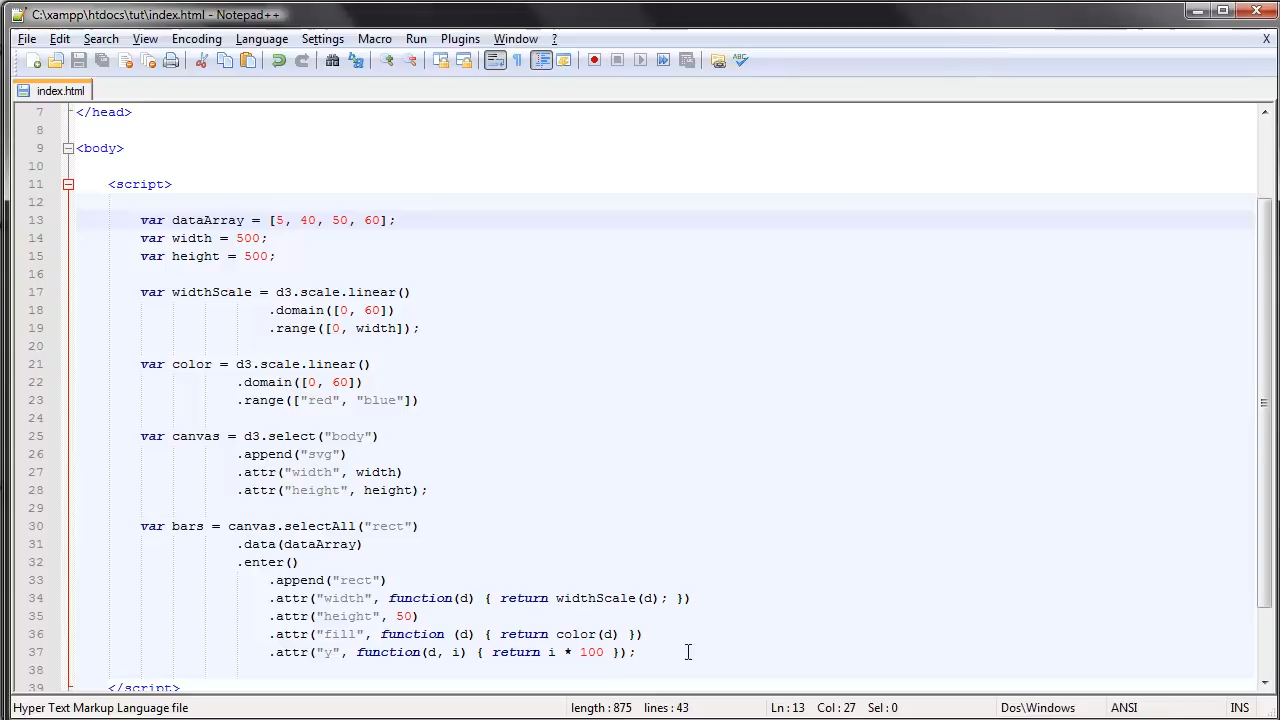 C:\xampp\htdocs\tut\index.html - Notepad++
File Edit Search View Encoding Language Settings Macro Run Plugins Window ? X
index.html
7 </head>
8
9 <body>
10
11 <script>
12
13 var dataArray = [5, 40, 50, 60];
14 var width = 500;
15 var height = 500;
16
17 var widthScale = d3.scale.linear()
18 .domain([0, 60])
19 .range([0, width]);
20
21 var color = d3.scale.linear()
22 .domain([0, 60])
23 .range(["red", "blue"])
24
25 var canvas = d3.select("body")
26 .append("svg")
27 .attr("width", width)
28 .attr("height", height);
29
30 var bars = canvas.selectAll("rect")
31 .data(dataArray)
32 .enter()
33 .append("rect")
34 .attr("width", function(d) { return widthScale(d); })
35 .attr("height", 50)
36 .attr("fill", function (d) { return color(d) })
37 .attr("y", function(d, i) { return i * 100 });
38
39 </script>
Hyper Text Markup Language file length : 875 lines : 43 Ln : 13 Col : 27 Sel : 0 Dos\Windows ANSI INS